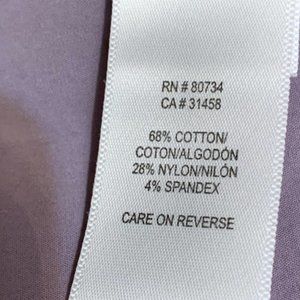 RN # 80734
CA # 31458
68% COTTON/
COTON/ALGODÓN
28% NYLON/NILÓN
4% SPANDEX
CARE ON REVERSE